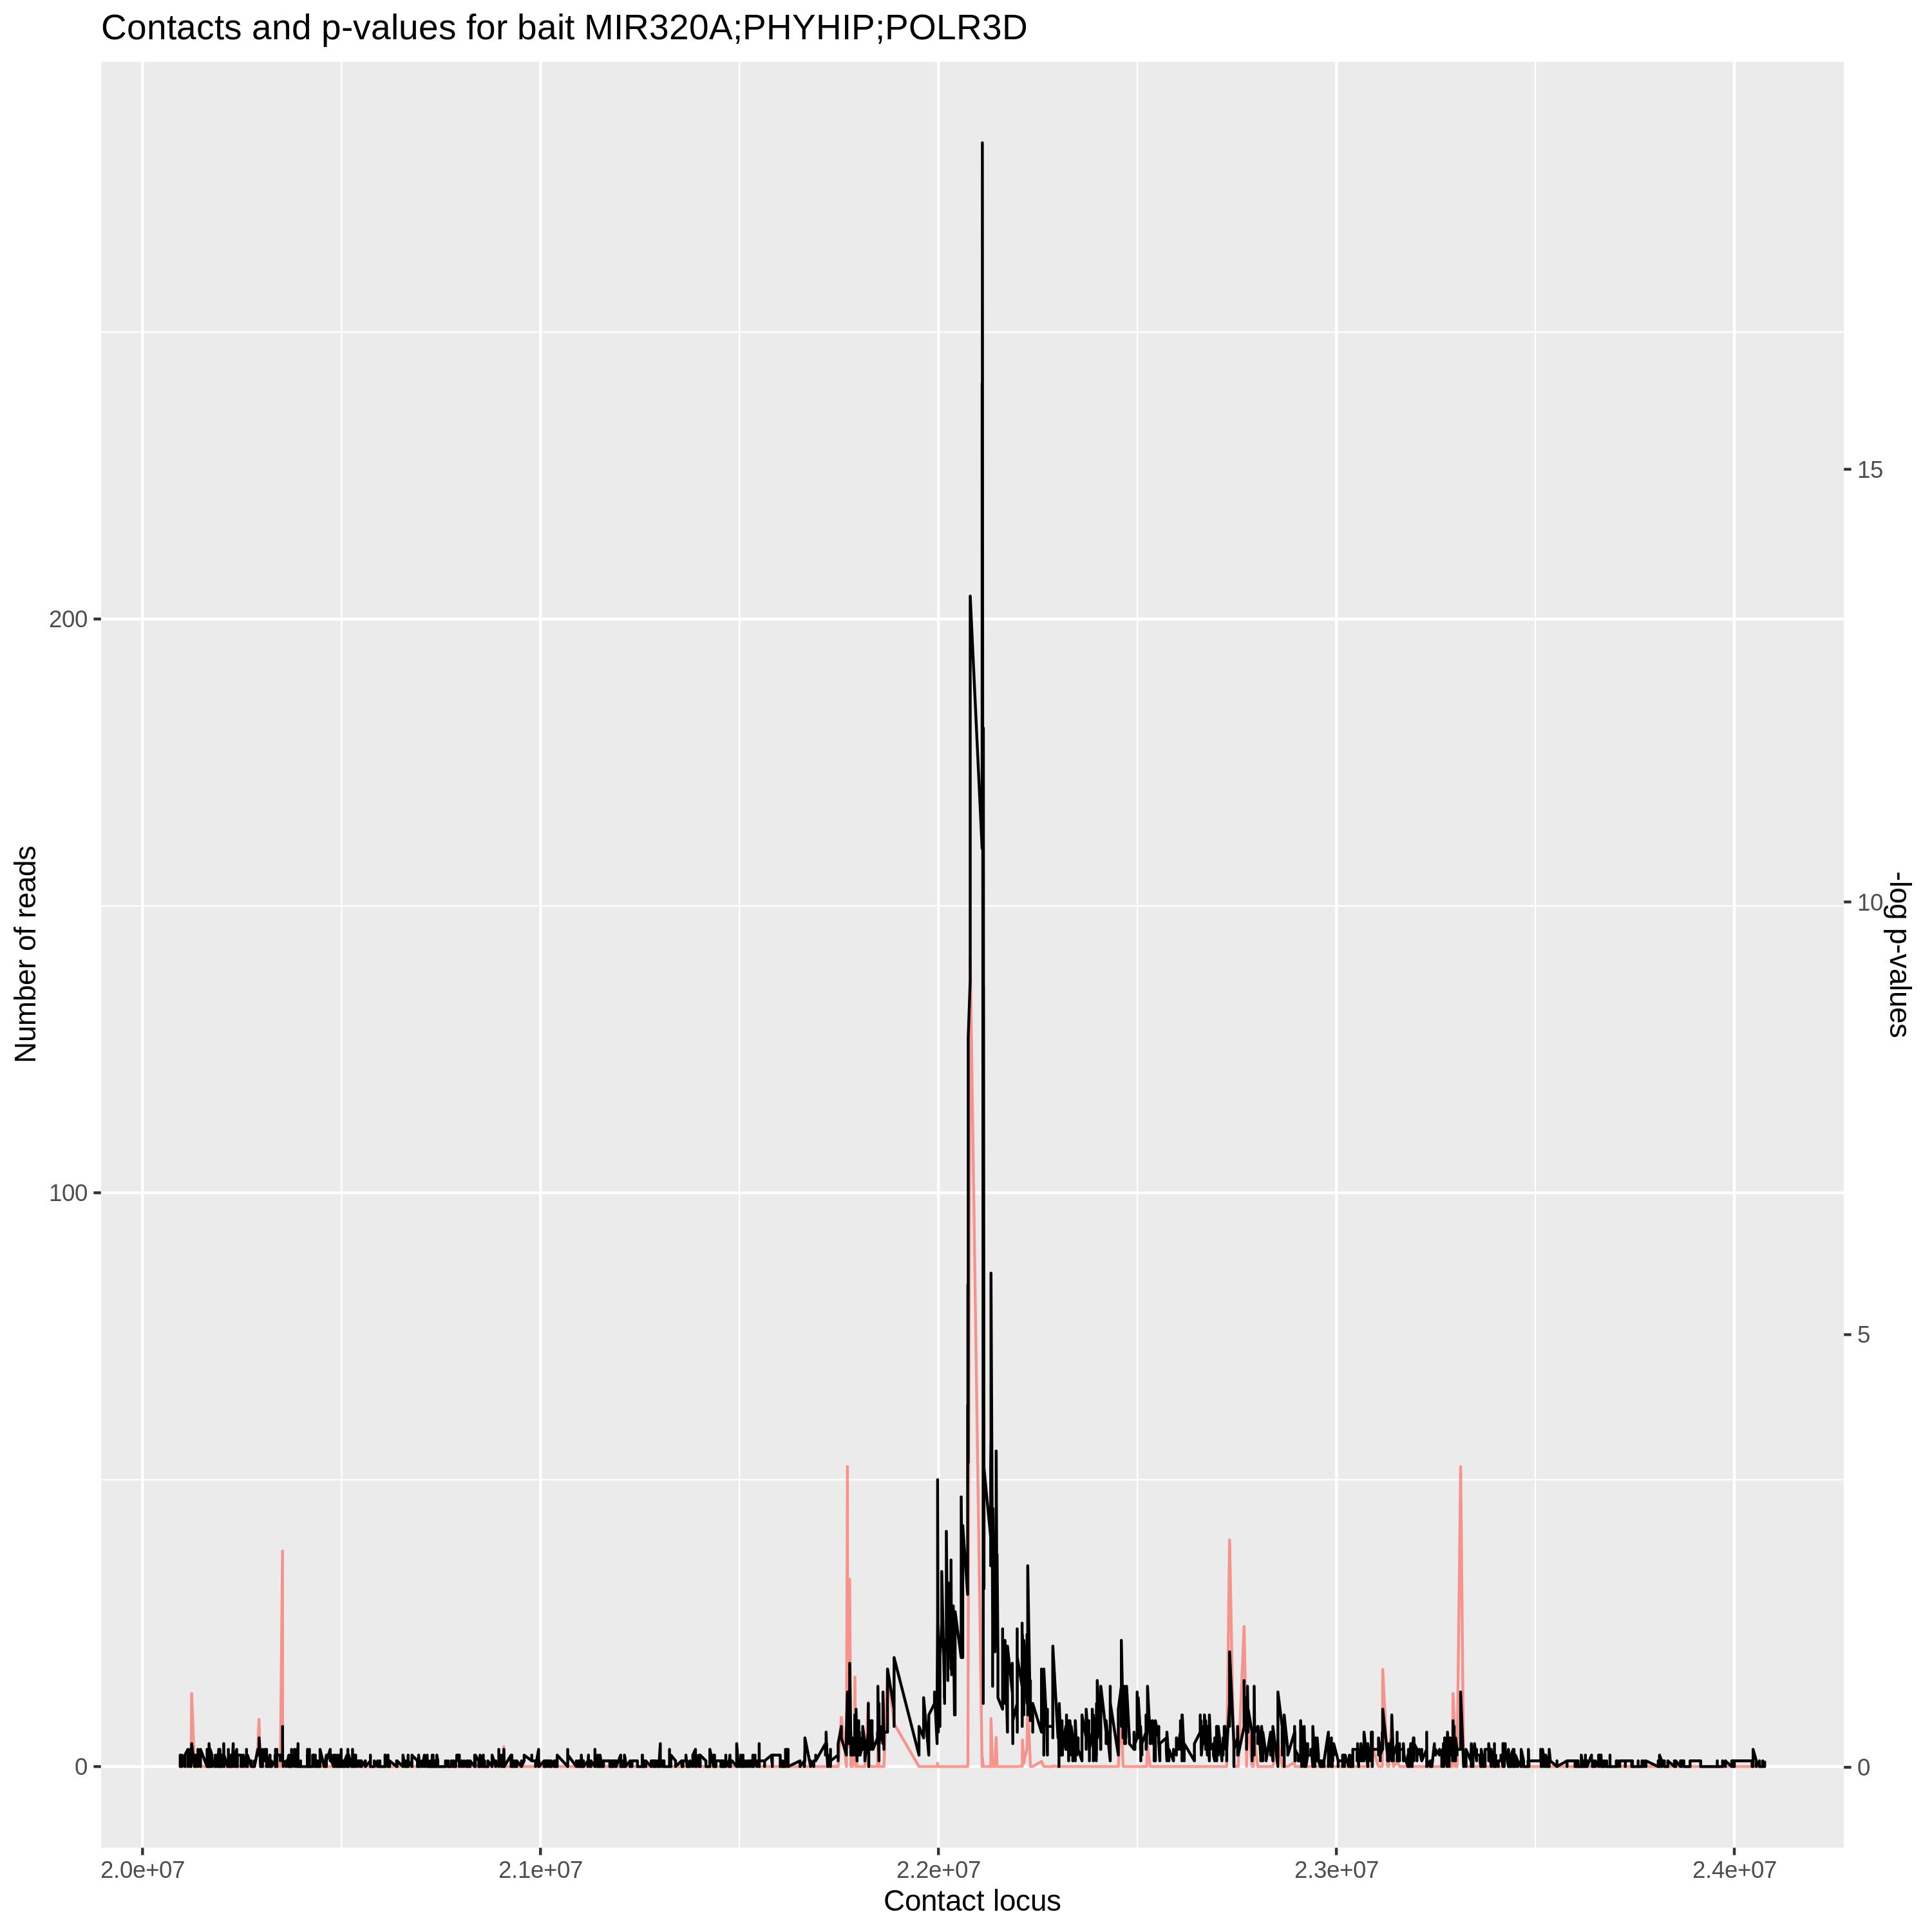 Contacts and p-values for bait MIR320A;PHYHIP;POLR3D
Number of reads
200
100
0
15
10
5
0
-log p-values
2.0e+07 2.1e+07 2.2e+07 2.3e+07 2.4e+07
Contact locus